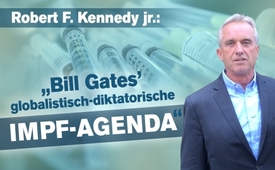 Robert F. Kennedy jr.:
„Bill Gates’
globalistisch-diktatorische
IMPF-AGENDA“